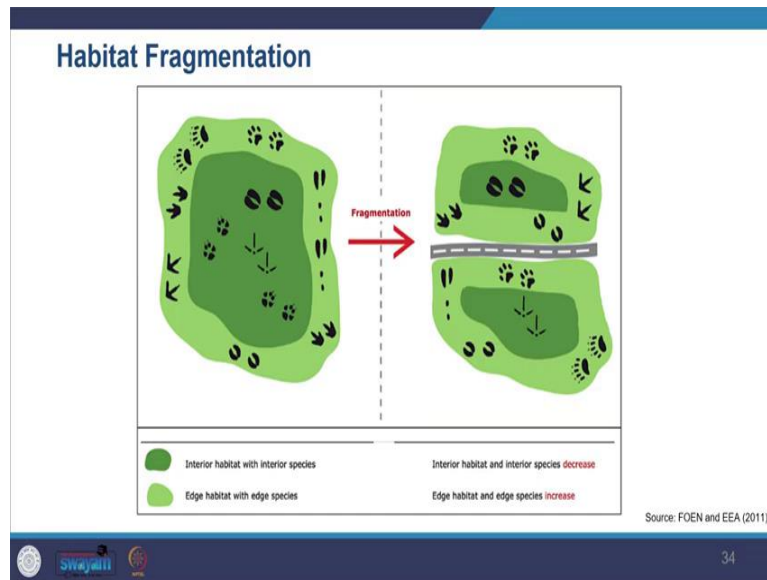 Habitat Fragmentation
Fragmentation
Interior habitat with interior species
Interior habitat and interior species decrease
Edge habitat with edge species
Edge habitat and edge species increase
Source: FOEN and EEA (2011)
swayam
34